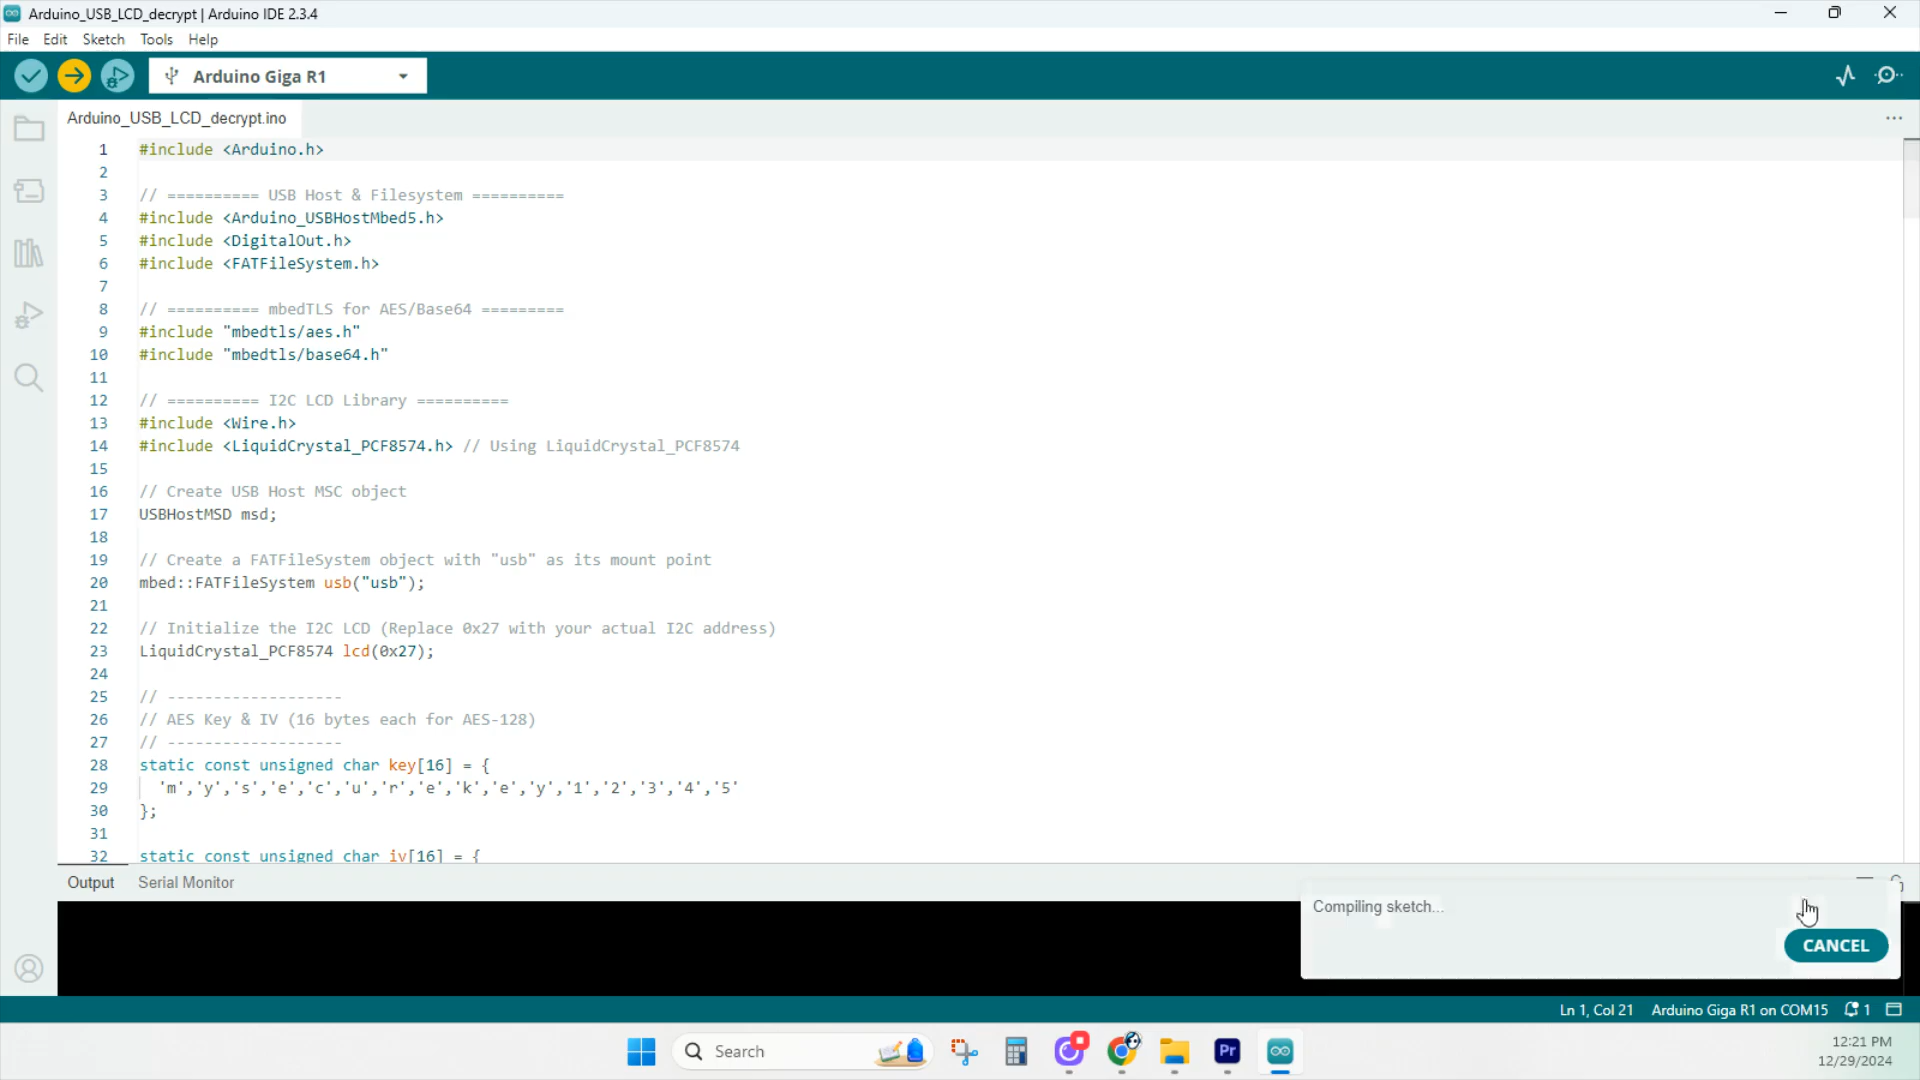 Arduino_USB_LCD_decrypt | Arduino IDE 2.3.4
File Edit Sketch Tools Help
Arduino Giga R1
Arduino_USB_LCD_decrypt.ino
1 #include <Arduino.h>
2
3 // ========== USB Host & Filesystem ==========
4 #include <Arduino_USBHostMbed5.h>
5 #include <DigitalOut.h>
6 #include <FATFileSystem.h>
7
8 // ========== mbedTLS for AES/Base64 =========
9 #include "mbedtls/aes.h"
10 #include "mbedtls/base64.h"
11
12 // ========== I2C LCD Library ==========
13 #include <Wire.h>
14 #include <LiquidCrystal_PCF8574.h> // Using LiquidCrystal_PCF8574
15
16 // Create USB Host MSC object
17 USBHostMSD msd;
18
19 // Create a FATFileSystem object with "usb" as its mount point
20 mbed::FATFileSystem usb("usb");
21
22 // Initialize the I2C LCD (Replace 0x27 with your actual I2C address)
23 LiquidCrystal_PCF8574 lcd(0x27);
24
25 // -------------------
26 // AES Key & IV (16 bytes each for AES-128)
27 // -------------------
28 static const unsigned char key[16] = {
29 'm','y','s','e','c','u','r','e','k','e','y','1','2','3','4','5'
30 };
31
32 static const unsigned char iv[16] = {
Output Serial Monitor
Compiling sketch...
CANCEL
Ln 1, Col 21 Arduino Giga R1 on COM15 1
Search
Pr
12:21 PM
12/29/2024